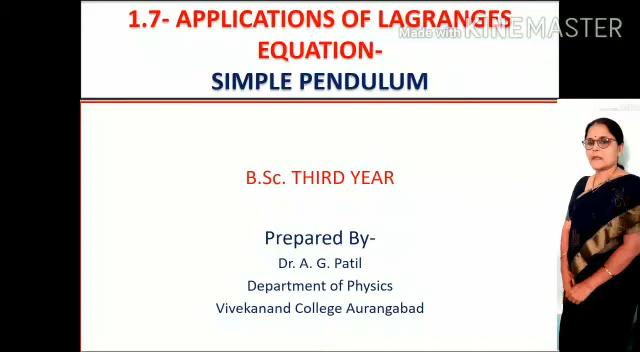 1.7- APPLICATIONS OF LAGRANGES
Made with KINEMASTER
EQUATION-
SIMPLE PENDULUM
B.Sc. THIRD YEAR
Prepared By-
Dr. A. G. Patil
Department of Physics
Vivekanand College Aurangabad